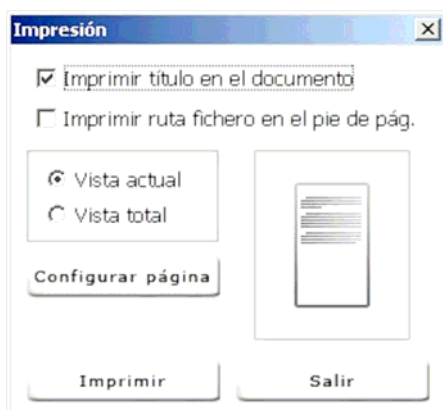 Impresión
Imprimir título en el documento
Imprimir ruta fichero en el pie de pág.
Vista actual
Vista total
Configurar página
Imprimir
Salir